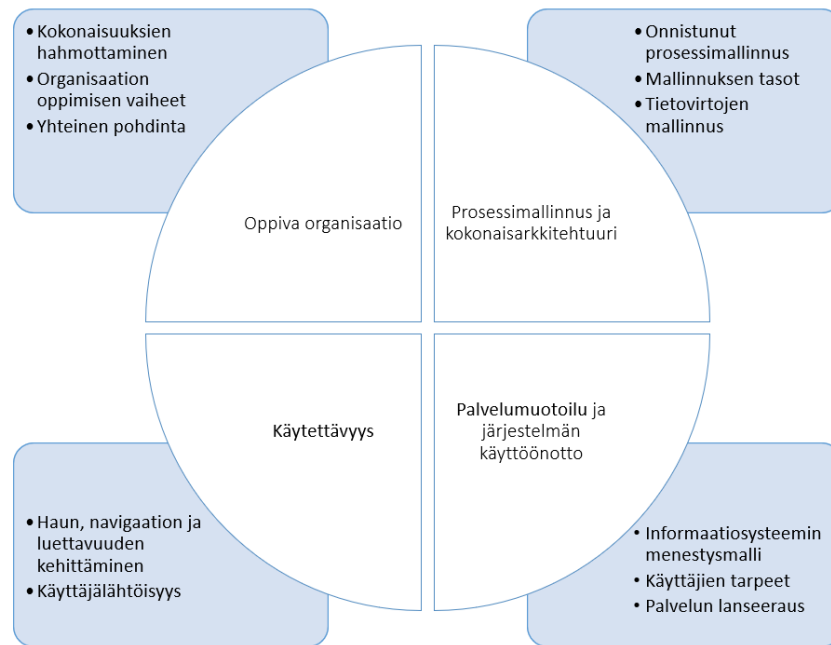 • Kokonaisuuksien
hahmottaminen
• Organisaation
oppimisen vaiheet
• Yhteinen pohdinta
• Onnistunut
prosessimallinnus
• Mallinnuksen tasot
• Tietovirtojen
mallinnus
Oppiva organisaatio
Prosessimallinnus ja
kokonaisarkkitehtuuri
Käytettävyys
Palvelumuotoilu ja
järjestelmän
käyttöönotto
• Haun, navigaation ja
luettavuuden
kehittäminen
• Käyttäjälähtöisyys
• Informaatiosysteemin
menestysmalli
• Käyttäjien tarpeet
• Palvelun lanseeraus